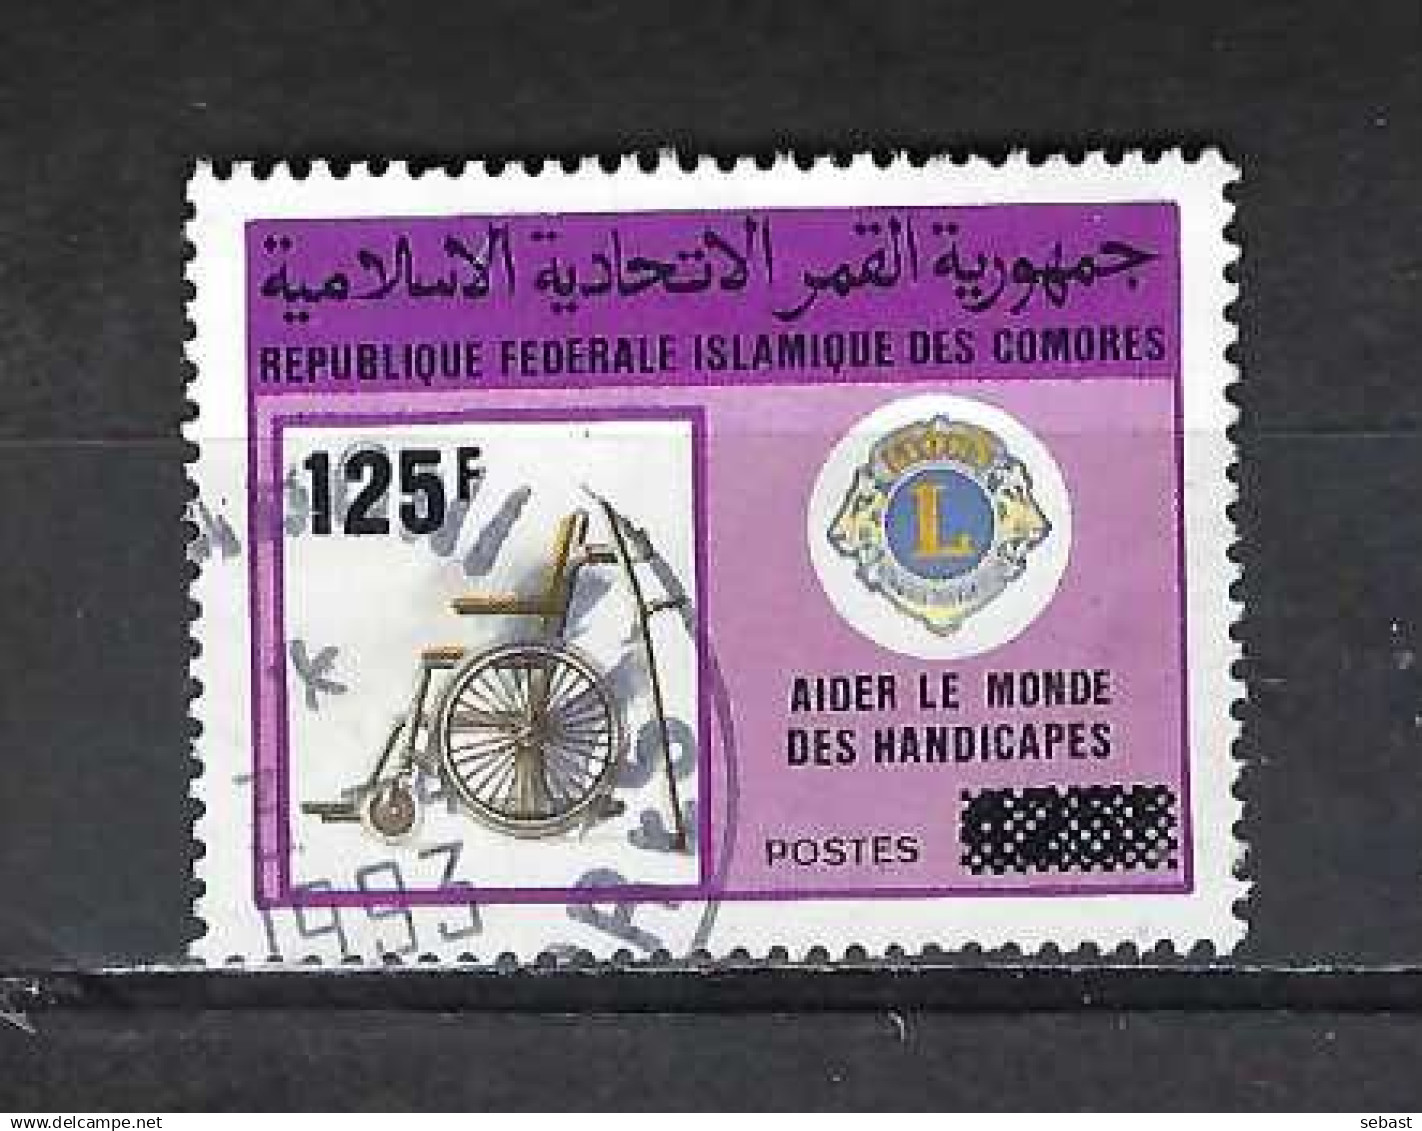 جمهورية القمر الاتحادية الاسلامية
REPUBLIQUE FEDERALE ISLAMIQUE DES COMORES
125F
L
AIDER LE MONDE
DES HANDICAPES
POSTES
1993
sebast